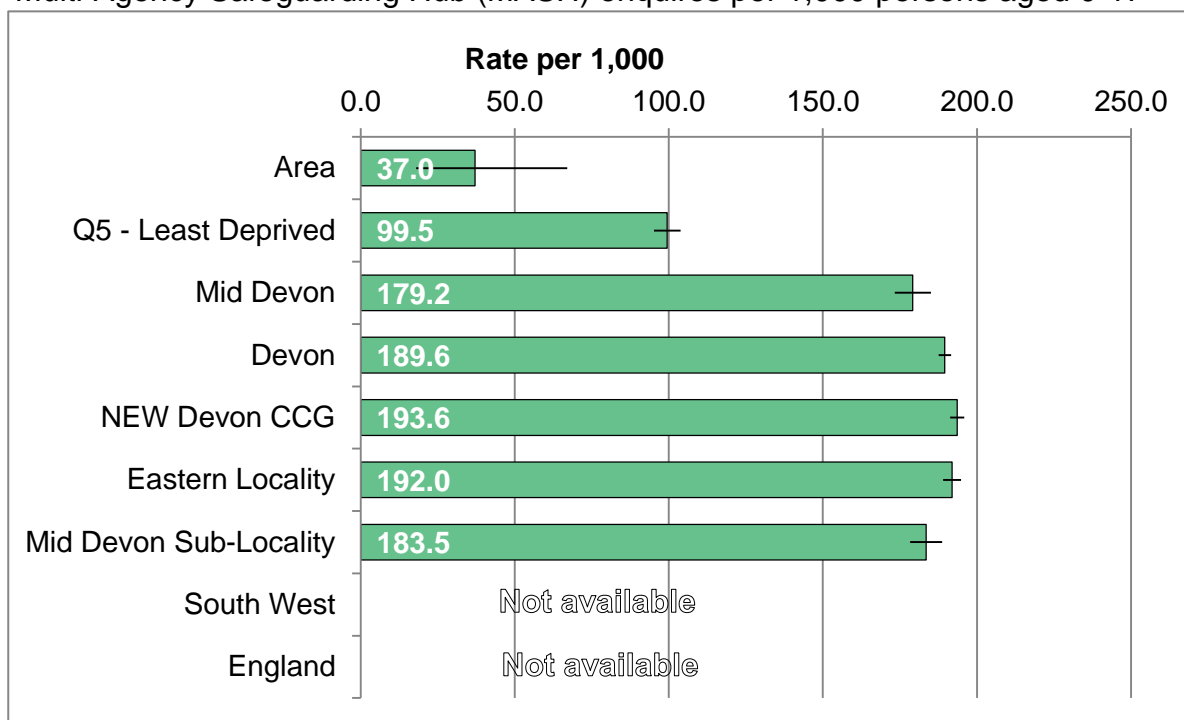 Rate per 1,000
0.0 50.0 100.0 150.0 200.0 250.0
Area 37.0
Q5 - Least Deprived 99.5
Mid Devon 179.2
Devon 189.6
NEW Devon CCG 193.6
Eastern Locality 192.0
Mid Devon Sub-Locality 183.5
South West Not available
England Not available